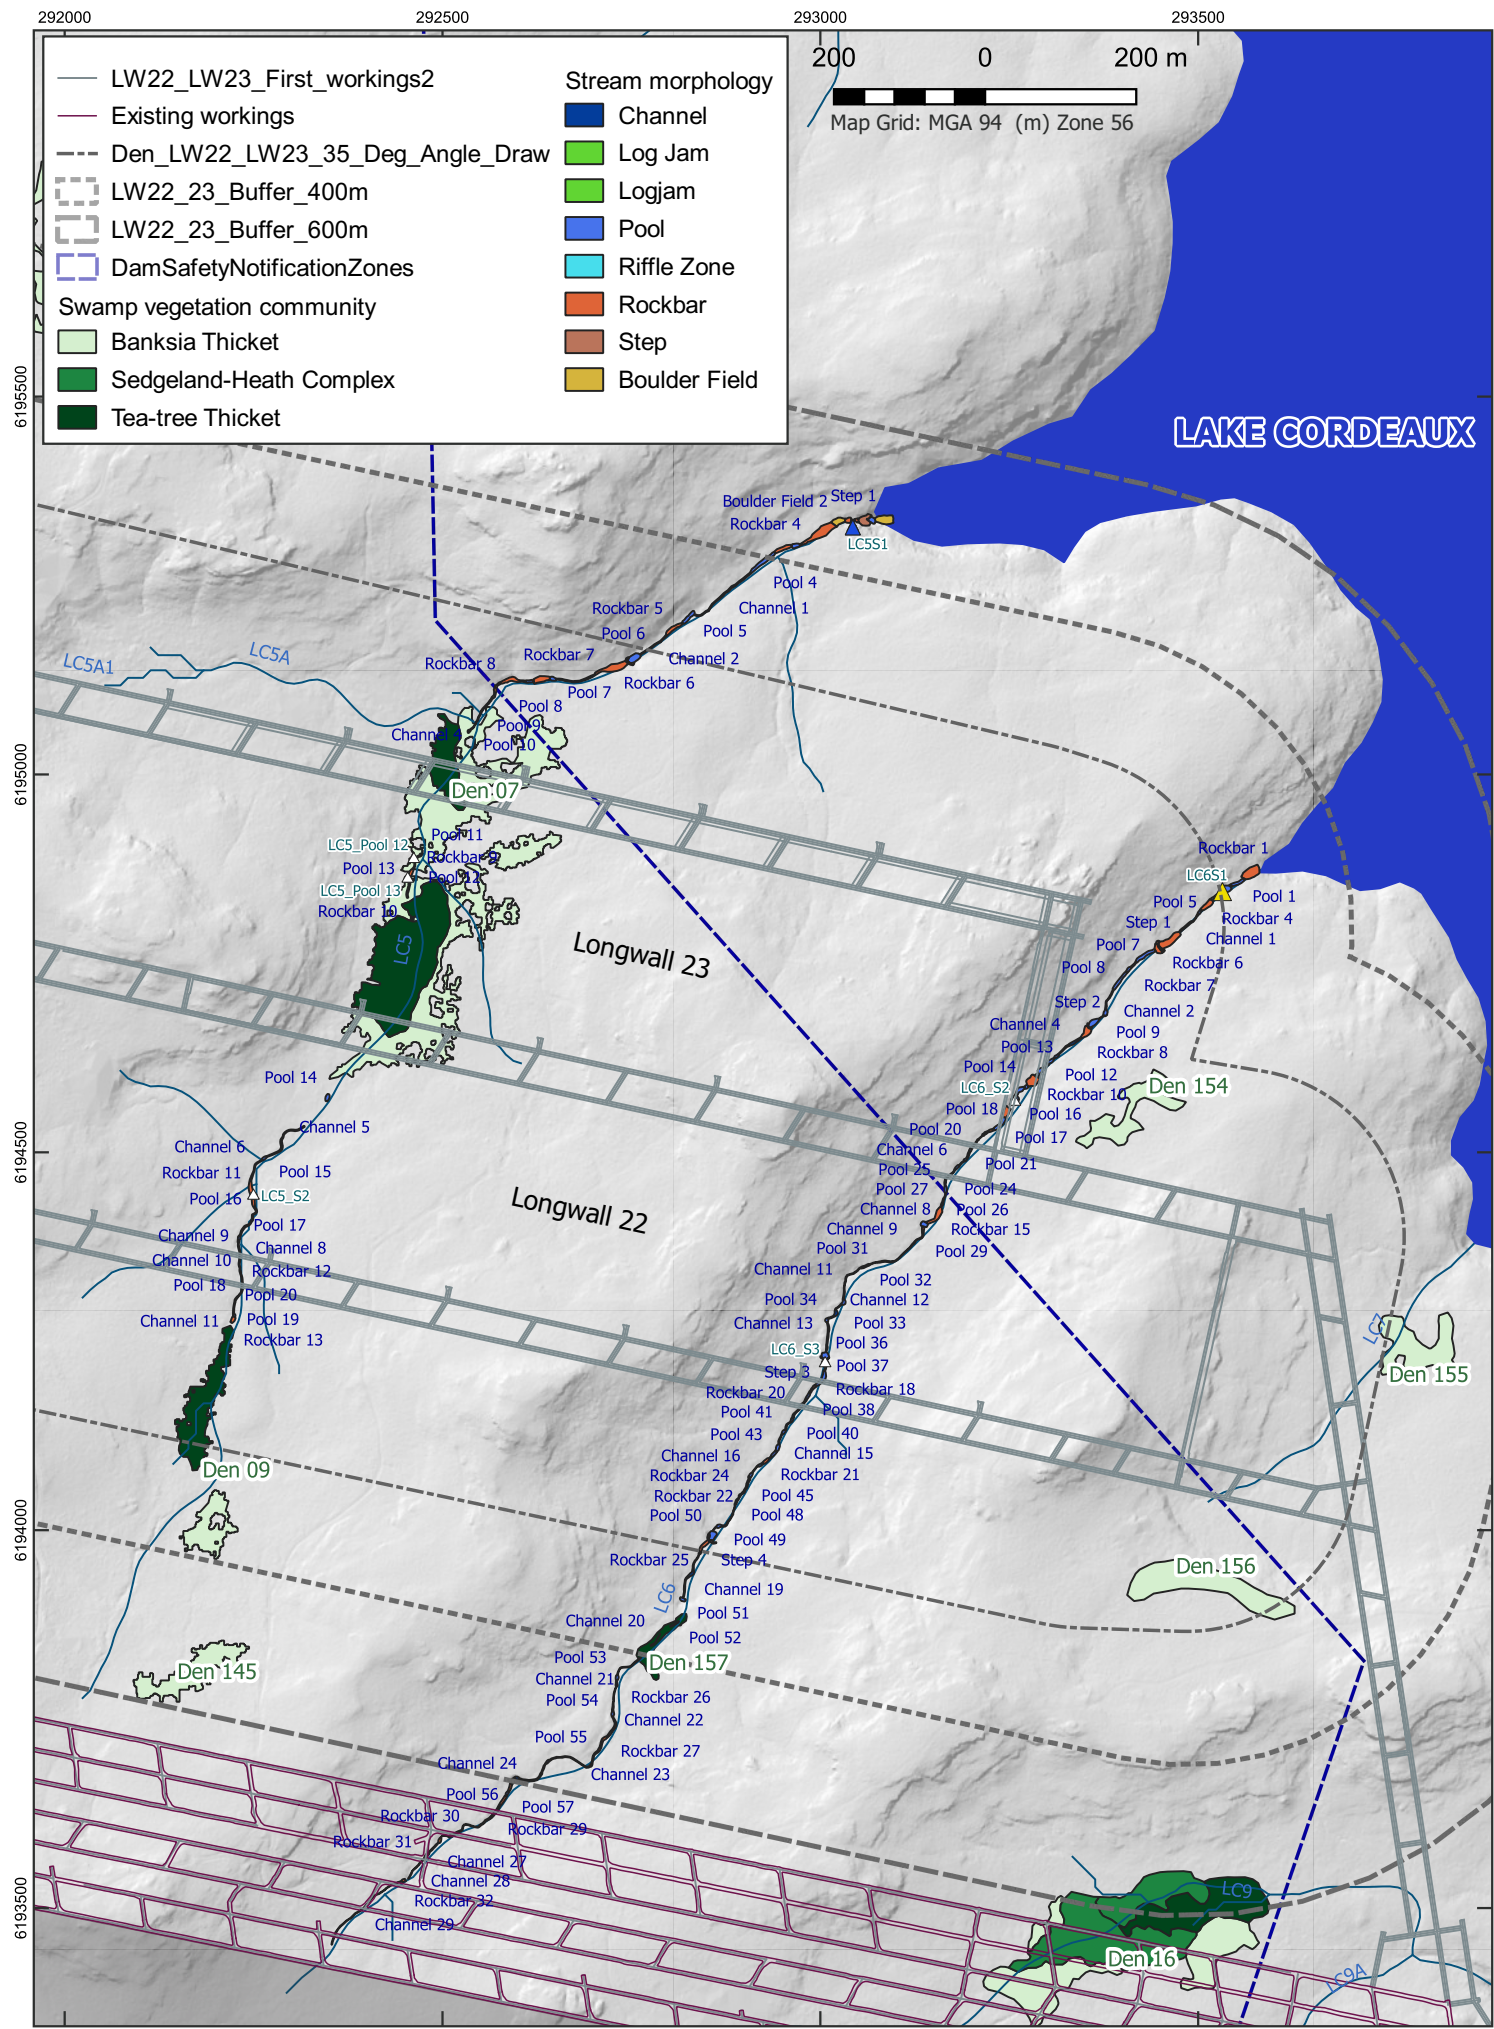 292000
292500
293000
293500
LW22_LW23_First_workings2
Existing workings
Den_LW22_LW23_35_Deg_Angle_Draw
LW22_23_Buffer_400m
LW22_23_Buffer_600m
DamSafetyNotificationZones
Swamp vegetation community
Banksia Thicket
Sedgeland-Heath Complex
Tea-tree Thicket
Stream morphology
Channel
Log Jam
Logjam
Pool
Riffle Zone
Rockbar
Step
Boulder Field
200 0 200 m
Map Grid: MGA 94 (m) Zone 56
6195500
6195000
6194500
6194000
6193500
LAKE CORDEAUX
Boulder Field 2
Step 1
Rockbar 4
LC5S1
Pool 4
Rockbar 5
Channel 1
Pool 6
Pool 5
Rockbar 7
Channel 2
Rockbar 8
Rockbar 6
Pool 7
LC5A1
LC5A
Pool 8
Pool 9
Channel 4
Pool 10
Den 07
Pool 11
LC5_Pool 12
Rockbar 9
Pool 13
Pool 12
LC5_Pool 13
Rockbar 10
LC5
Longwall 23
Pool 14
Channel 5
Channel 6
Rockbar 11
Pool 15
Pool 16
LC5_S2
Pool 17
Channel 9
Channel 8
Channel 10
Rockbar 12
Pool 18
Pool 20
Channel 11
Pool 19
Rockbar 13
Longwall 22
Den 09
Den 145
Rockbar 1
LC6S1
Pool 1
Pool 5
Rockbar 4
Step 1
Channel 1
Pool 7
Rockbar 6
Pool 8
Rockbar 7
Step 2
Channel 2
Channel 4
Pool 9
Pool 13
Rockbar 8
Pool 14
Pool 12
LC6_S2
Rockbar 10
Den 154
Pool 18
Pool 16
Pool 20
Pool 17
Channel 6
Pool 21
Pool 25
Pool 27
Pool 24
Channel 8
Pool 26
Channel 9
Rockbar 15
Pool 31
Pool 29
Channel 11
Pool 32
Pool 34
Channel 12
Channel 13
Pool 33
LC6_S3
Pool 36
Step 3
Pool 37
Rockbar 20
Rockbar 18
Pool 41
Pool 38
Pool 43
Pool 40
Channel 16
Channel 15
Rockbar 24
Rockbar 21
Rockbar 22
Pool 45
Pool 50
Pool 48
Pool 49
Rockbar 25
Step 4
LC6
Channel 19
Channel 20
Pool 51
Pool 52
Pool 53
Den 157
Channel 21
Pool 54
Rockbar 26
Channel 22
Pool 55
Rockbar 27
Channel 24
Channel 23
Pool 56
Pool 57
Rockbar 30
Rockbar 29
Rockbar 31
Channel 27
Channel 28
Rockbar 32
Channel 29
LC7
Den 155
Den 156
LC9
Den 16
LC9A